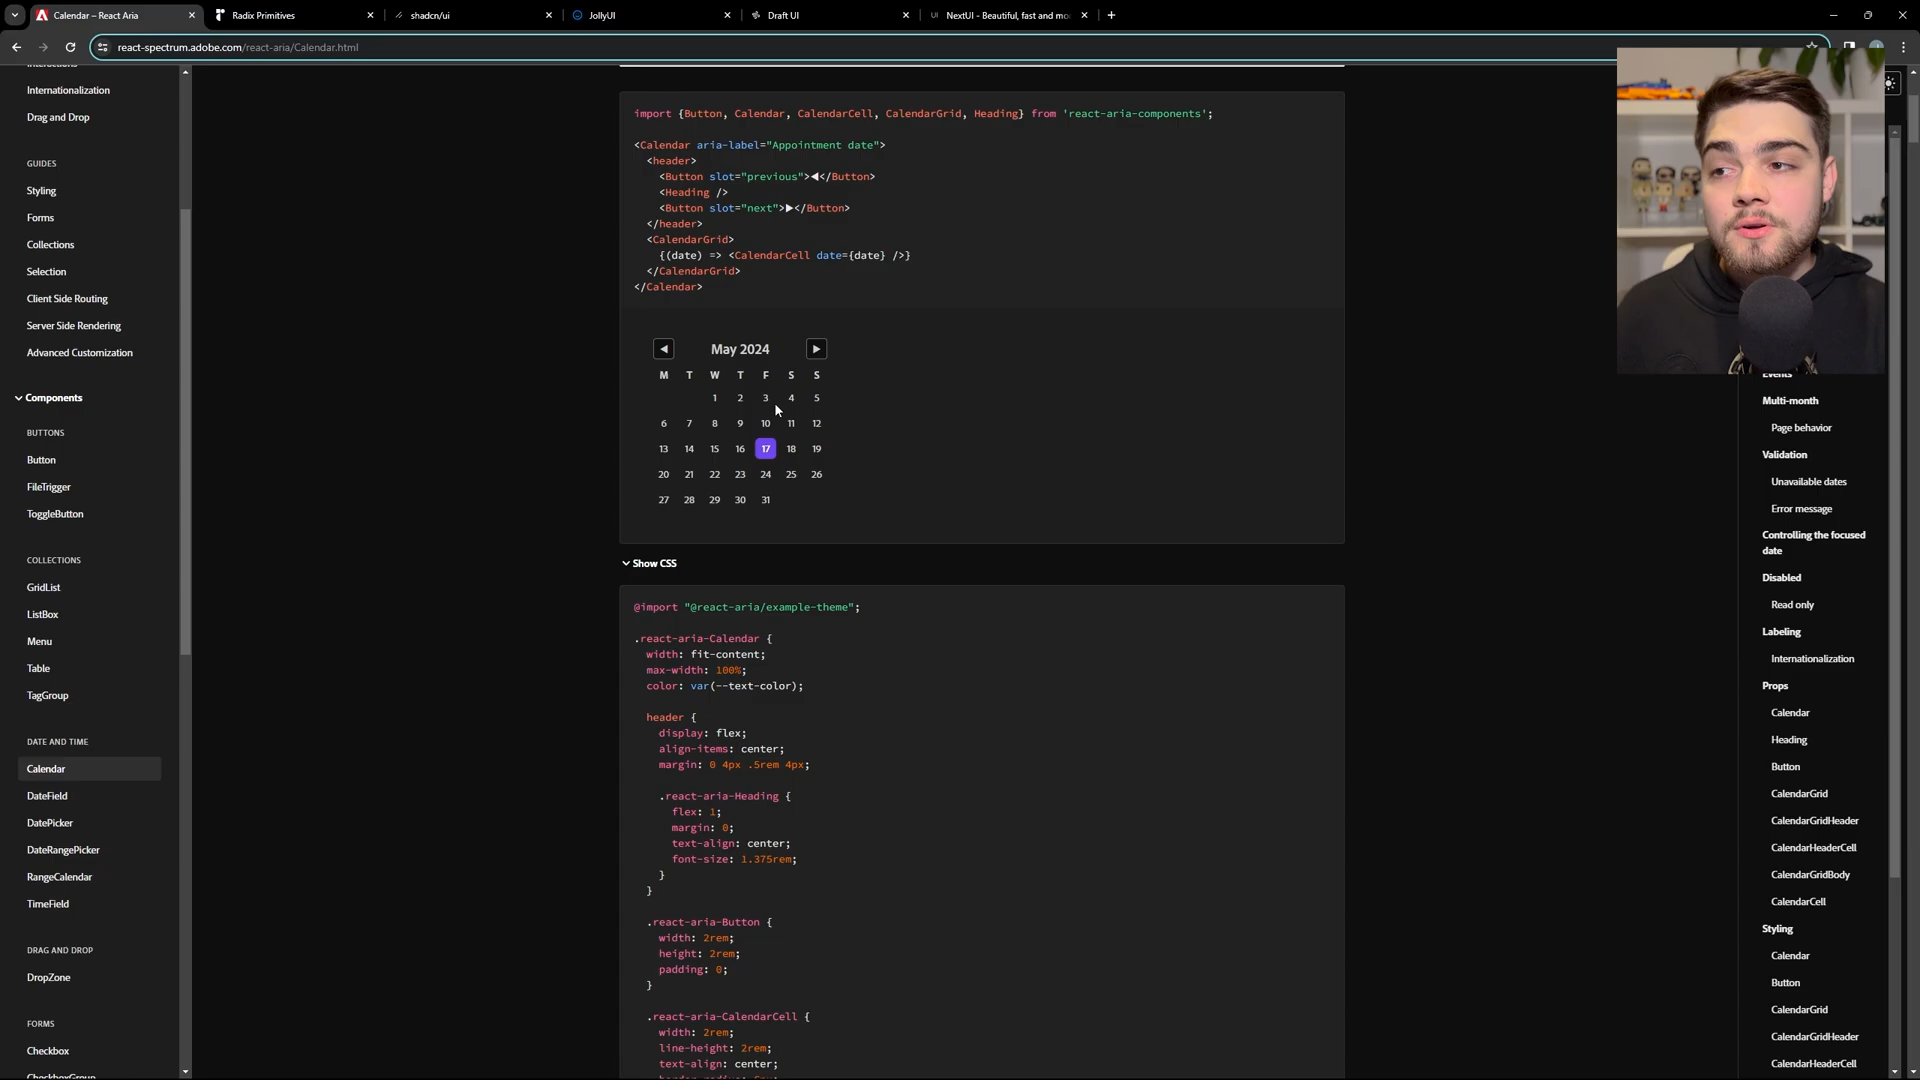 Calendar – React Aria
Radix Primitives
shadcn/ui
JollyUI
Draft UI
NextUI - Beautiful, fast and mo
react-spectrum.adobe.com/react-aria/Calendar.html
Internationalization
Drag and Drop
GUIDES
Styling
Forms
Collections
Selection
Client Side Routing
Server Side Rendering
Advanced Customization
Components
BUTTONS
Button
FileTrigger
ToggleButton
COLLECTIONS
GridList
ListBox
Menu
Table
TagGroup
DATE AND TIME
Calendar
DateField
DatePicker
DateRangePicker
RangeCalendar
TimeField
DRAG AND DROP
DropZone
FORMS
Checkbox
CheckboxGroup
import {Button, Calendar, CalendarCell, CalendarGrid, Heading} from 'react-aria-components';
<Calendar aria-label="Appointment date">
<header>
<Button slot="previous">◀</Button>
<Heading />
<Button slot="next">▶</Button>
</header>
<CalendarGrid>
{(date) => <CalendarCell date={date} />}
</CalendarGrid>
</Calendar>
◀ May 2024 ▶
M T W T F S S
1 2 3 4 5
6 7 8 9 10 11 12
13 14 15 16 17 18 19
20 21 22 23 24 25 26
27 28 29 30 31
Show CSS
@import "@react-aria/example-theme";
.react-aria-Calendar {
width: fit-content;
max-width: 100%;
color: var(--text-color);
header {
display: flex;
align-items: center;
margin: 0 4px .5rem 4px;
.react-aria-Heading {
flex: 1;
margin: 0;
text-align: center;
font-size: 1.375rem;
}
}
.react-aria-Button {
width: 2rem;
height: 2rem;
padding: 0;
}
.react-aria-CalendarCell {
width: 2rem;
line-height: 2rem;
text-align: center;
Events
Multi-month
Page behavior
Validation
Unavailable dates
Error message
Controlling the focused
date
Disabled
Read only
Labeling
Internationalization
Props
Calendar
Heading
Button
CalendarGrid
CalendarGridHeader
CalendarHeaderCell
CalendarGridBody
CalendarCell
Styling
Calendar
Button
CalendarGrid
CalendarGridHeader
CalendarHeaderCell